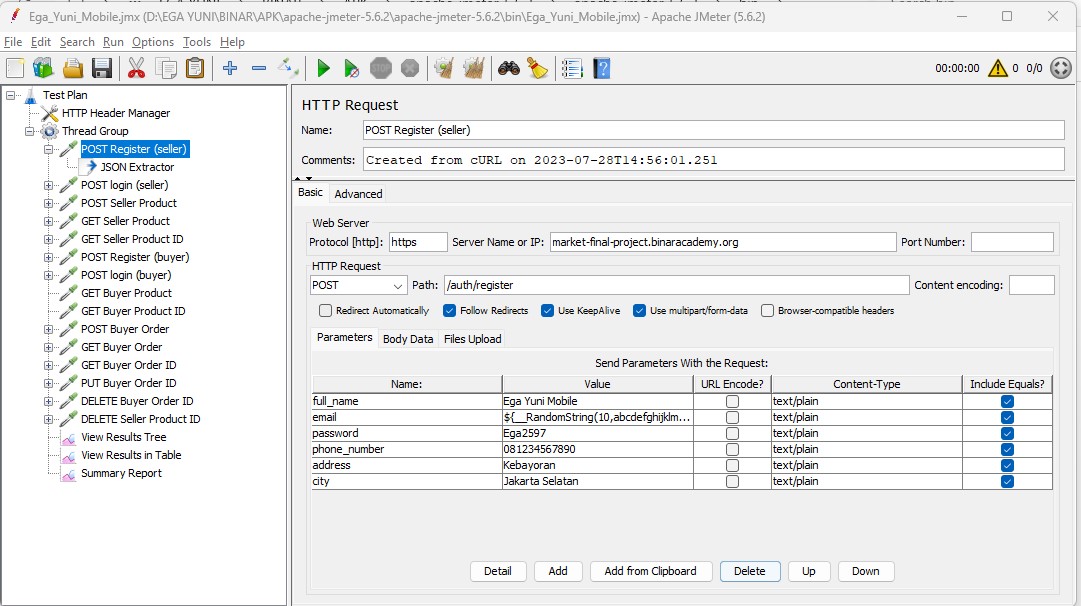 Ega_Yuni_Mobile.jmx (D:\EGA YUNI\BINAR\APK\apache-jmeter-5.6.2\apache-jmeter-5.6.2\bin\Ega_Yuni_Mobile.jmx) - Apache JMeter (5.6.2)
File Edit Search Run Options Tools Help
STOP 00:00:00 0 0/0
Test Plan
HTTP Header Manager
Thread Group
POST Register (seller)
JSON Extractor
POST login (seller)
POST Seller Product
GET Seller Product
GET Seller Product ID
POST Register (buyer)
POST login (buyer)
GET Buyer Product
GET Buyer Product ID
POST Buyer Order
GET Buyer Order
GET Buyer Order ID
PUT Buyer Order ID
DELETE Buyer Order ID
DELETE Seller Product ID
View Results Tree
View Results in Table
Summary Report
HTTP Request
Name: POST Register (seller)
Comments: Created from cURL on 2023-07-28T14:56:01.251
Basic Advanced
Web Server
Protocol [http]: https Server Name or IP: market-final-project.binaracademy.org Port Number:
HTTP Request
POST Path: /auth/register Content encoding:
Redirect Automatically Follow Redirects Use KeepAlive Use multipart/form-data Browser-compatible headers
Parameters Body Data Files Upload
Send Parameters With the Request:
Name: Value URL Encode? Content-Type Include Equals?
full_name Ega Yuni Mobile text/plain
email ${__RandomString(10,abcdefghijklm... text/plain
password Ega2597 text/plain
phone_number 081234567890 text/plain
address Kebayoran text/plain
city Jakarta Selatan text/plain
Detail Add Add from Clipboard Delete Up Down